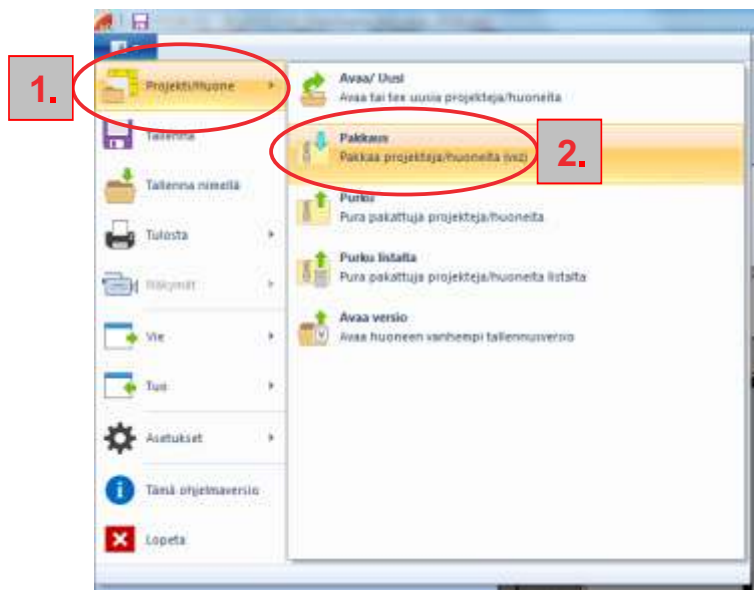 1.
Projekti/Huone
Tallenna
Tallenna nimellä
Tulosta
Näkymät
Vie
Tuo
Asetukset
Tämä ohjelmaversio
Lopeta
Avaa/ Uusi
Avaa tai tee uusia projekteja/huoneita
2.
Pakkaus
Pakkaa projekteja/huoneita (vxz)
Purku
Pura pakattuja projekteja/huoneita
Purku listalta
Pura pakattuja projekteja/huoneita listalta
Avaa versio
Avaa huoneen vanhempi tallennusversio